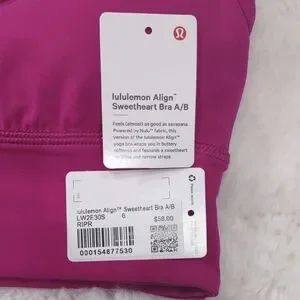 lululemon Align™
Sweetheart Bra A/B
Feels (almost) as good as
Powered by Nulu™ fabric, this
version of the lululemon Align™
yoga bra wraps you in buttery
softness and features a sweetheart
and narrow straps
lululemon Align™ Sweetheart Bra A/B
LW2E30S 6 $58.00
RIPR
000154877530